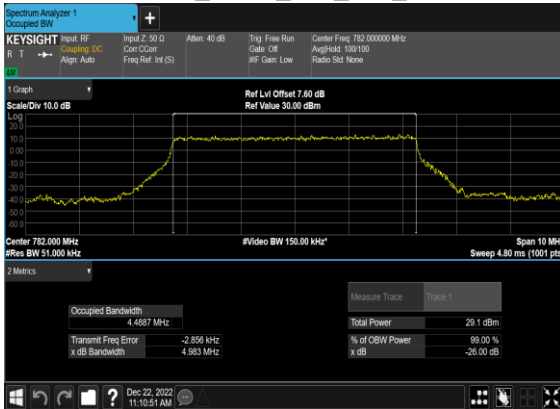 Spectrum Analyzer 1
Occupied BW
KEYSIGHT Input: RF Input Z: 50 Ω Atten: 40 dB Trig: Free Run Center Freq: 782.000000 MHz
R T Coupling: DC Corr CCorr Gate: Off Avg|Hold: 100/100
Align: Auto Freq Ref: Int (S) #IF Gain: Low Radio Std: None
LW
1 Graph Ref Lvl Offset 7.60 dB
Scale/Div 10.0 dB Ref Value 30.00 dBm
Log
20.0
10.0
0.00
-10.0
-20.0
-30.0
-40.0
-50.0
-60.0
Center 782.000 MHz #Video BW 150.00 kHz* Span 10 MH
#Res BW 51.000 kHz Sweep 4.80 ms (1001 pts
2 Metrics
Measure Trace Trace 1
Occupied Bandwidth
4.4887 MHz Total Power 29.1 dBm
Transmit Freq Error -2.856 kHz % of OBW Power 99.00 %
x dB Bandwidth 4.983 MHz x dB -26.00 dB
? Dec 22, 2022
11:10:51 AM